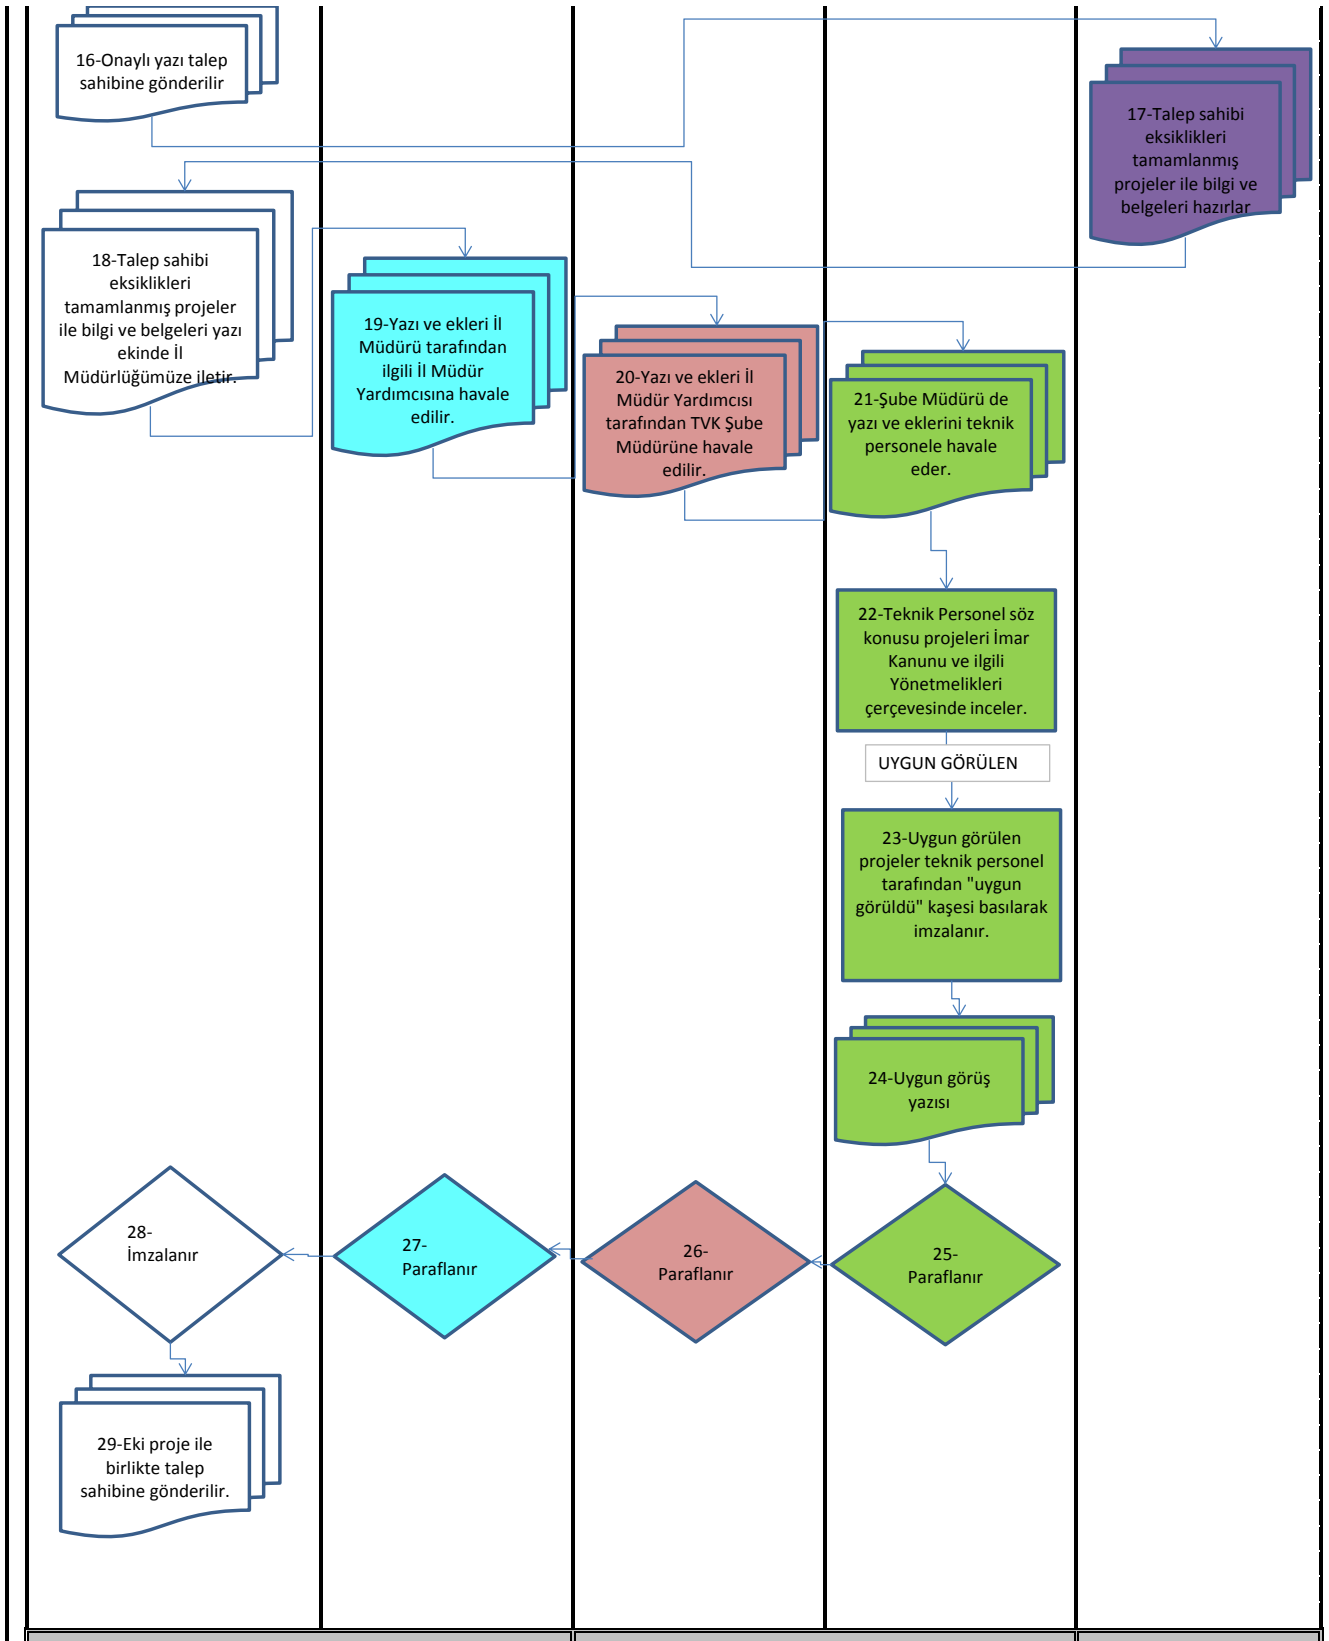 16-Onaylı yazı talep
sahibine gönderilir
17-Talep sahibi
eksiklikleri
tamamlanmış
projeler ile bilgi ve
belgeleri hazırlar
18-Talep sahibi
eksiklikleri
tamamlanmış projeler
ile bilgi ve belgeleri yazı
ekinde İl
Müdürlüğümüze iletir.
19-Yazı ve ekleri İl
Müdürü tarafından
ilgili İl Müdür
Yardımcısına havale
edilir.
20-Yazı ve ekleri İl
Müdür Yardımcısı
tarafından TVK Şube
Müdürüne havale
edilir.
21-Şube Müdürü de
yazı ve eklerini teknik
personele havale
eder.
22-Teknik Personel söz
konusu projeleri İmar
Kanunu ve ilgili
Yönetmelikleri
çerçevesinde inceler.
UYGUN GÖRÜLEN
23-Uygun görülen
projeler teknik personel
tarafından "uygun
görüldü" kaşesi basılarak
imzalanır.
24-Uygun görüş
yazısı
25-
Paraflanır
26-
Paraflanır
27-
Paraflanır
28-
İmzalanır
29-Eki proje ile
birlikte talep
sahibine gönderilir.